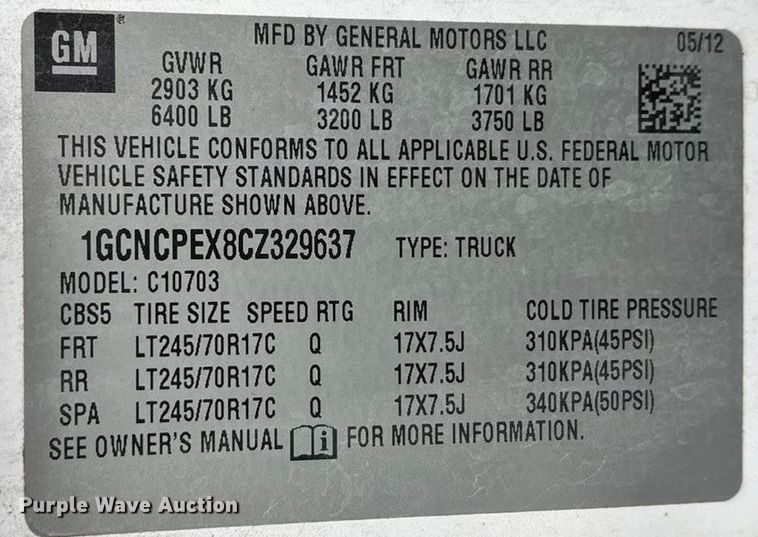 GM
MFD BY GENERAL MOTORS LLC 05/12
GVWR GAWR FRT GAWR RR
2903 KG 1452 KG 1701 KG
6400 LB 3200 LB 3750 LB
THIS VEHICLE CONFORMS TO ALL APPLICABLE U.S. FEDERAL MOTOR
VEHICLE SAFETY STANDARDS IN EFFECT ON THE DATE OF
MANUFACTURE SHOWN ABOVE.
1GCNCPEX8CZ329637 TYPE: TRUCK
MODEL: C10703
CBS5 TIRE SIZE SPEED RTG RIM COLD TIRE PRESSURE
FRT LT245/70R17C Q 17X7.5J 310KPA(45PSI)
RR LT245/70R17C Q 17X7.5J 310KPA(45PSI)
SPA LT245/70R17C Q 17X7.5J 340KPA(50PSI)
SEE OWNER'S MANUAL i FOR MORE INFORMATION.
Purple Wave Auction